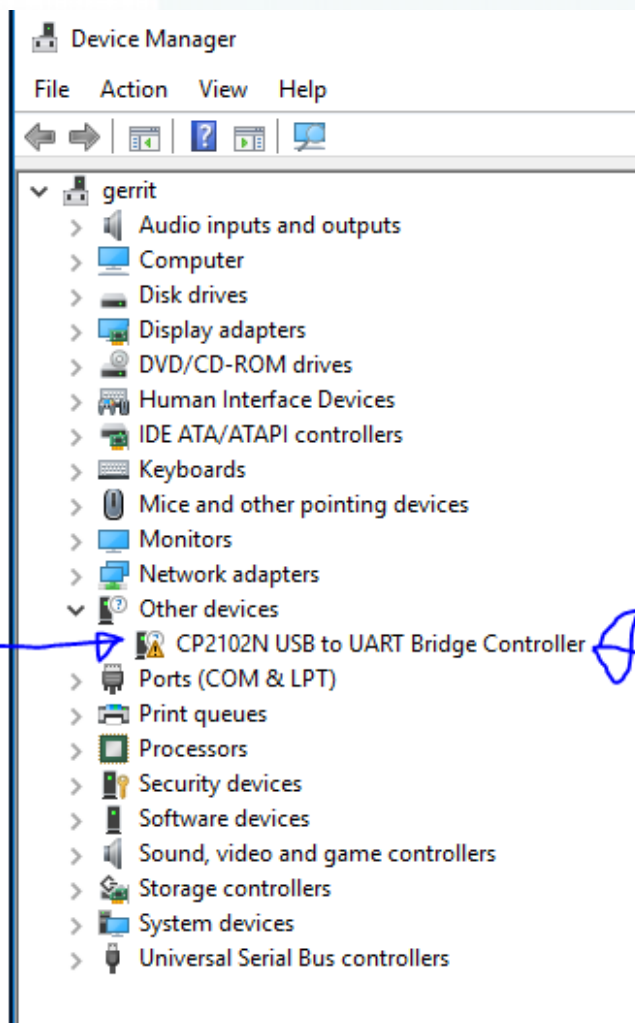 Device Manager
File Action View Help
gerrit
Audio inputs and outputs
Computer
Disk drives
Display adapters
DVD/CD-ROM drives
Human Interface Devices
IDE ATA/ATAPI controllers
Keyboards
Mice and other pointing devices
Monitors
Network adapters
Other devices
CP2102N USB to UART Bridge Controller
Ports (COM & LPT)
Print queues
Processors
Security devices
Software devices
Sound, video and game controllers
Storage controllers
System devices
Universal Serial Bus controllers